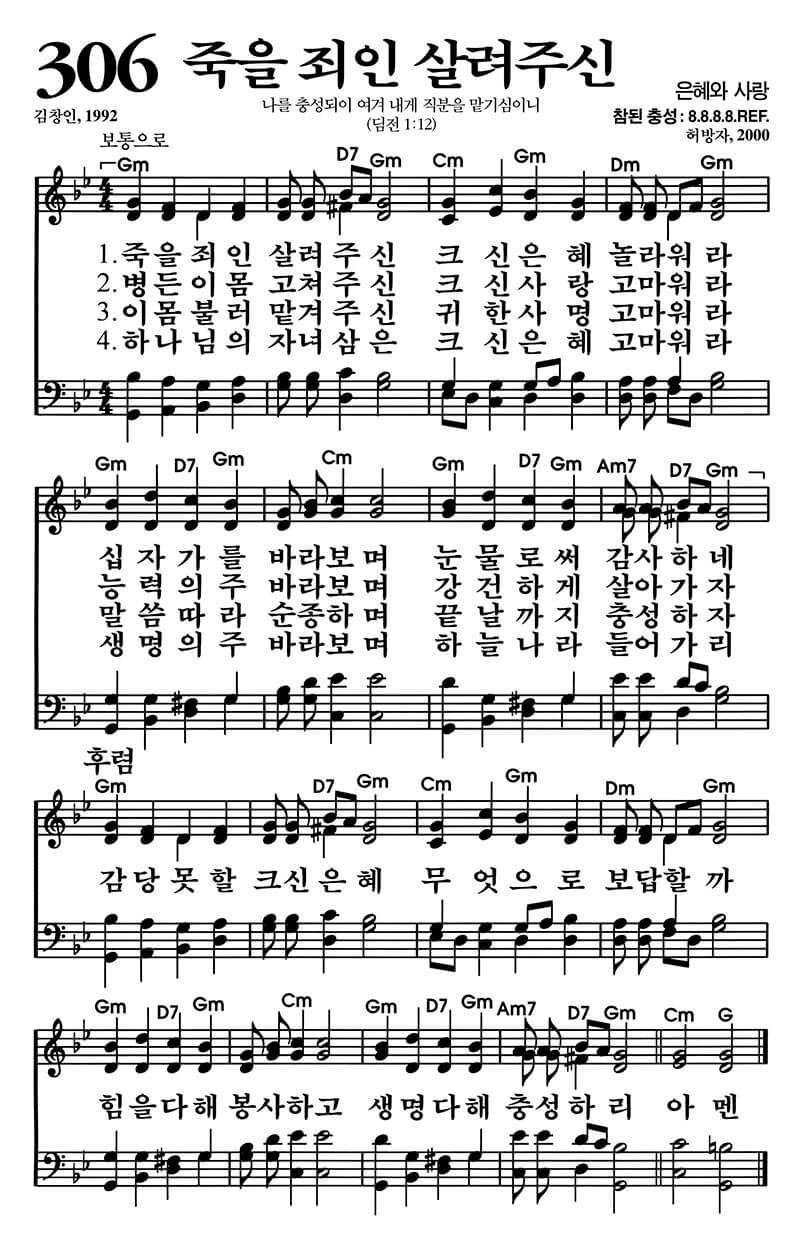 306 죽을 죄인 살려주신
은혜와 사랑
나를 충성되이 여겨 내게 직분을 맡기심이니
(딤전 1:12)
김창인, 1992
참된 충성 : 8.8.8.8.REF.
허방자, 2000
보통으로
Gm D7 Gm Cm Gm Dm Gm
1. 죽을죄인 살려주신 크신은혜 놀라워라
2. 병든이몸 고쳐주신 크신사랑 고마워라
3. 이몸불러 맡겨주신 귀한사명 고마워라
4. 하나님의 자녀삼은 크신은혜 고마워라
Gm D7 Gm Cm Gm D7 Gm Am7 D7 Gm
십자가를 바라보며 눈물로써 감사하네
능력의주 바라보며 강건하게 살아가자
말씀따라 순종하며 끝날까지 충성하자
생명의주 바라보며 하늘나라 들어가리
후렴
Gm D7 Gm Cm Gm Dm Gm
감당못할 크신은혜 무엇으로 보답할까
Gm D7 Gm Cm Gm D7 Gm Am7 D7 Gm Cm G
힘을다해 봉사하고 생명다해 충성하리 아멘